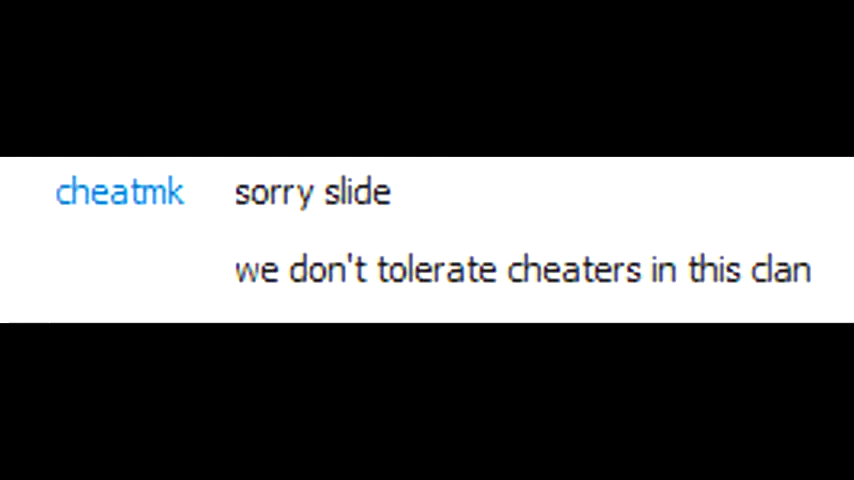 cheatmk sorry slide
we don't tolerate cheaters in this clan